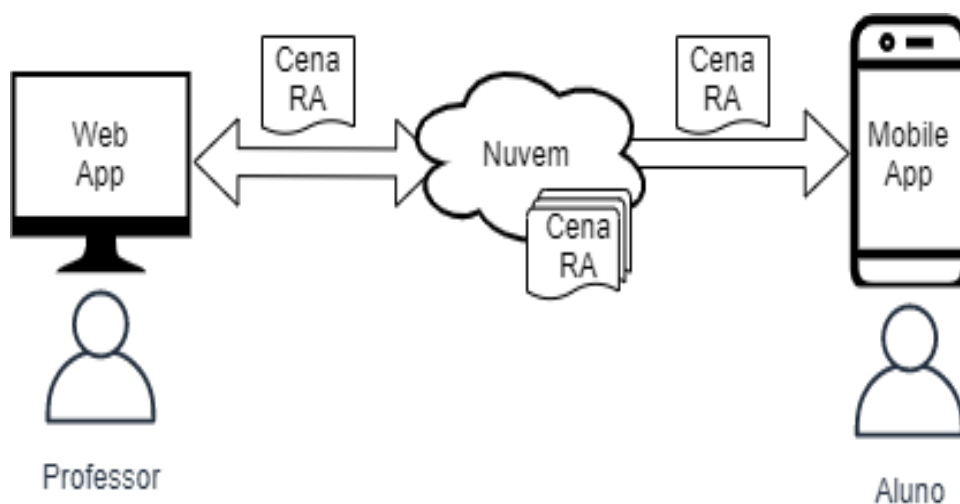 Cena
RA
Cena
RA
Web
App
Nuvem
Mobile
App
Cena
RA
Professor
Aluno